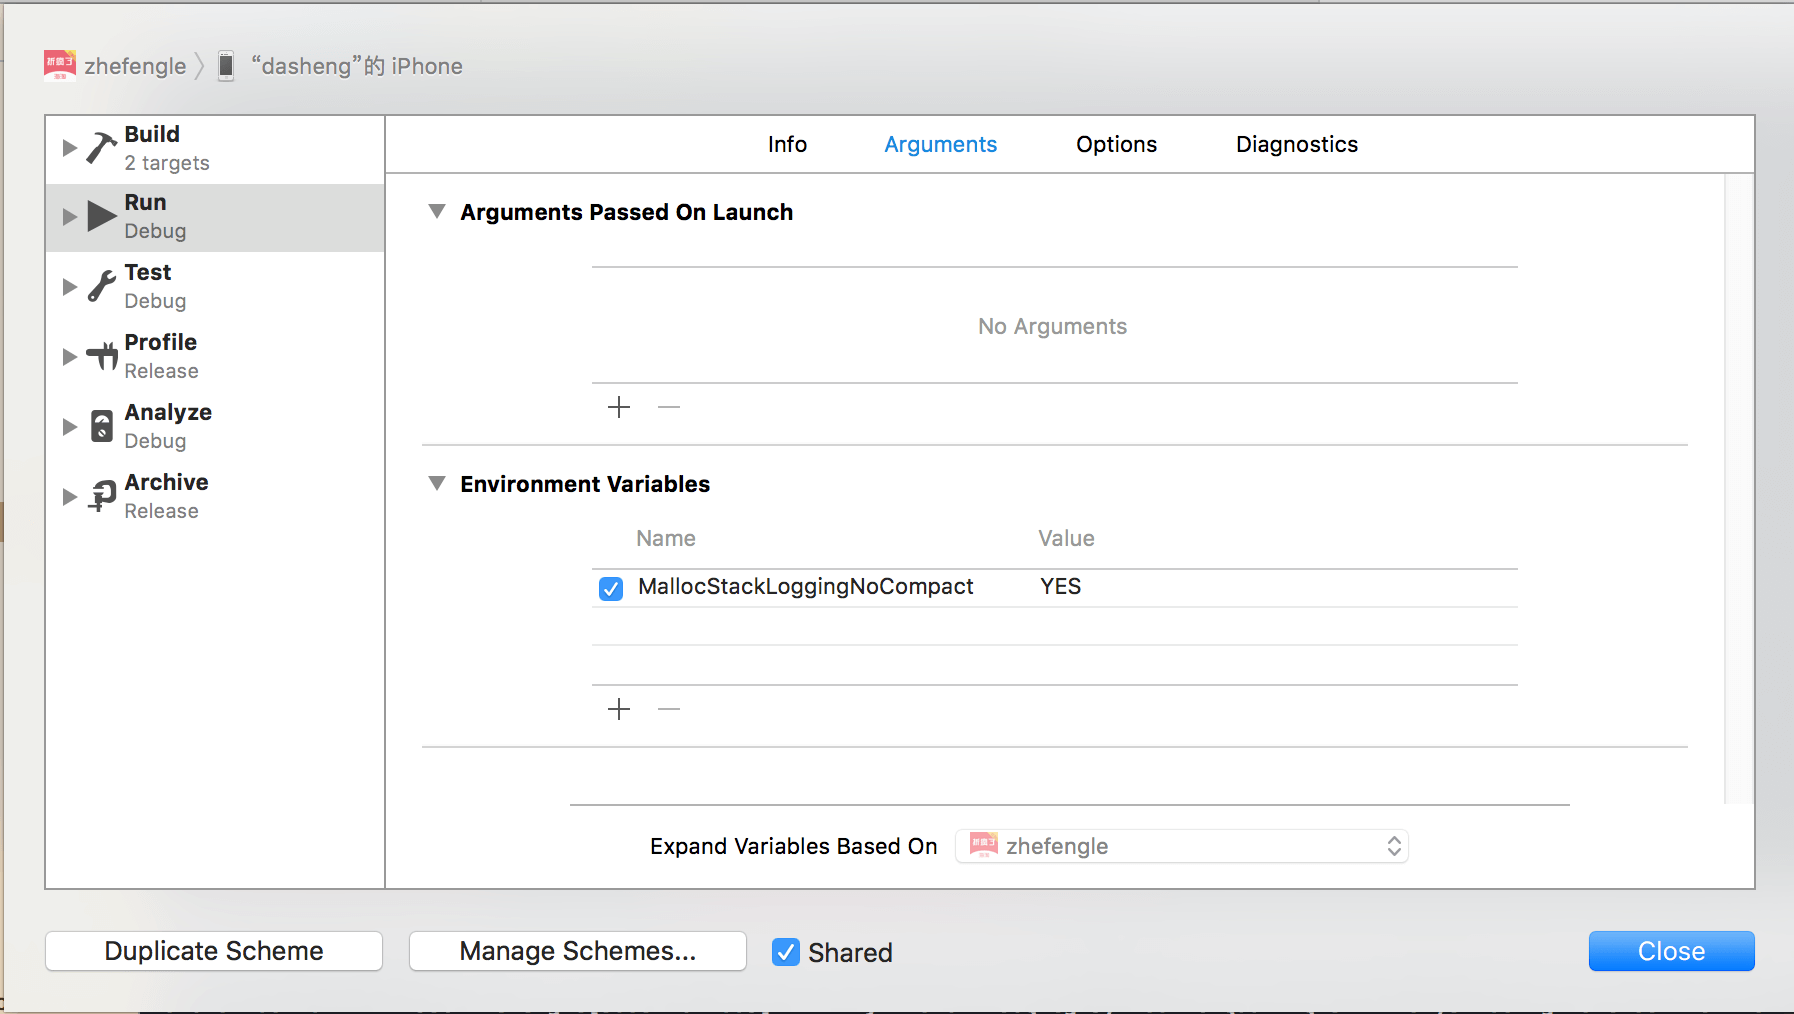 zhefengle “dasheng”的 iPhone
Build
2 targets
Run
Debug
Test
Debug
Profile
Release
Analyze
Debug
Archive
Release
Info Arguments Options Diagnostics
Arguments Passed On Launch
No Arguments
Environment Variables
Name Value
MallocStackLoggingNoCompact YES
Expand Variables Based On zhefengle
Duplicate Scheme Manage Schemes... Shared Close